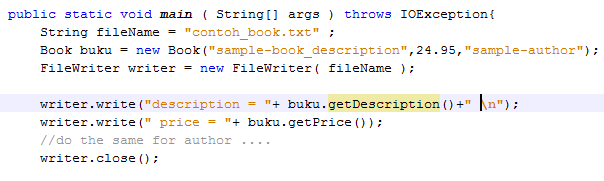 public static void main ( String[] args ) throws IOException{
String fileName = "contoh_book.txt" ;
Book buku = new Book("sample-book_description",24.95,"sample-author");
FileWriter writer = new FileWriter( fileName );
writer.write("description = "+ buku.getDescription()+" \n");
writer.write(" price = "+ buku.getPrice());
//do the same for author ....
writer.close();